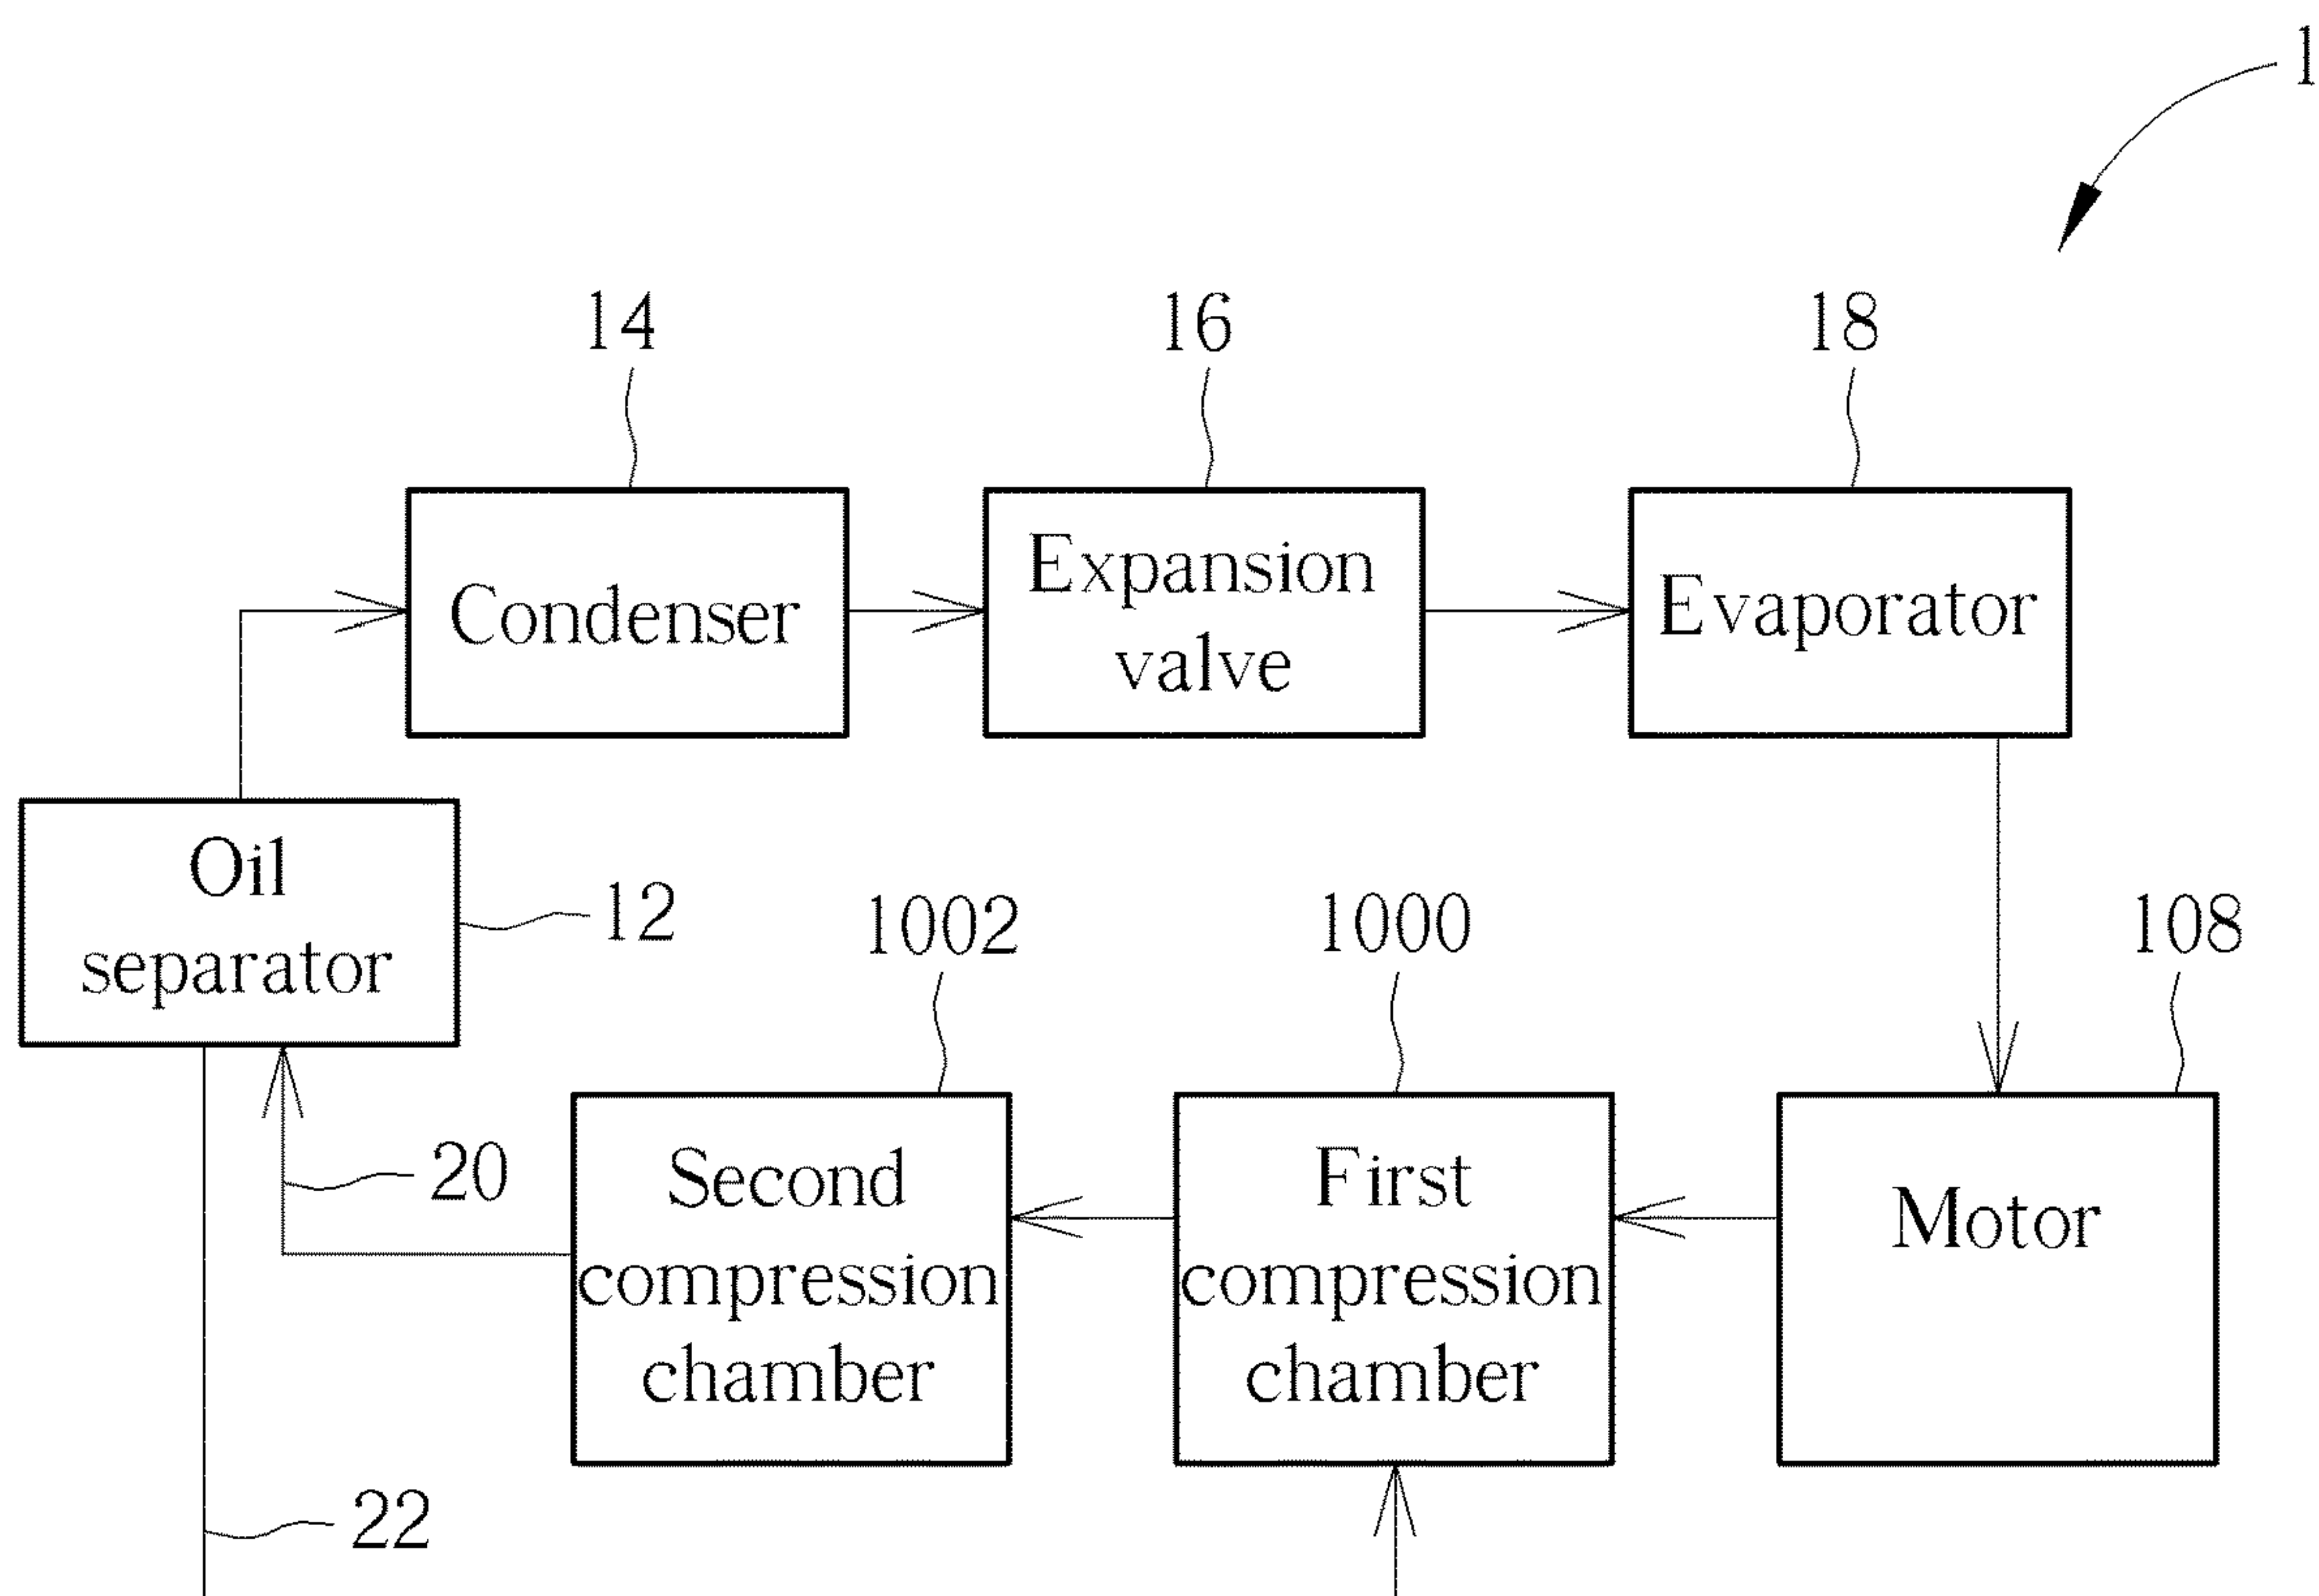 1
14
16
18
Condenser
Expansion
valve
Evaporator
Oil
separator
12
1002
1000
108
20
Second
compression
chamber
First
compression
chamber
Motor
22